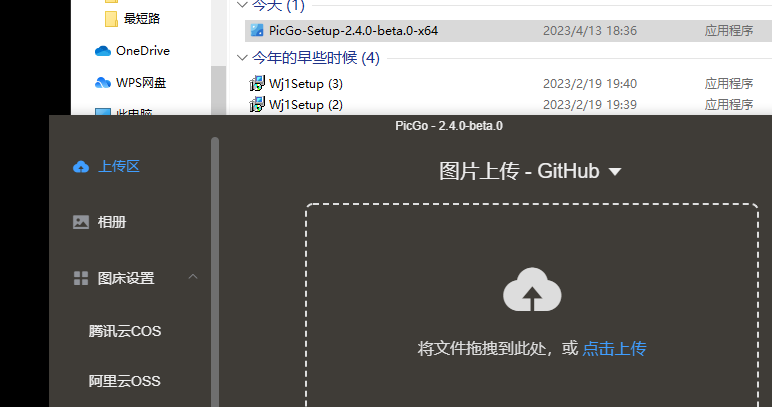 今天 (1)
最短路
PicGo-Setup-2.4.0-beta.0-x64 2023/4/13 18:36 应用程序
OneDrive
今年的早些时候 (4)
WPS网盘
Wj1Setup (3) 2023/2/19 19:40 应用程序
Wj1Setup (2) 2023/2/19 19:39 应用程序
此电脑
PicGo - 2.4.0-beta.0
上传区
图片上传 - GitHub
相册
图床设置
腾讯云COS
将文件拖拽到此处，或 点击上传
阿里云OSS